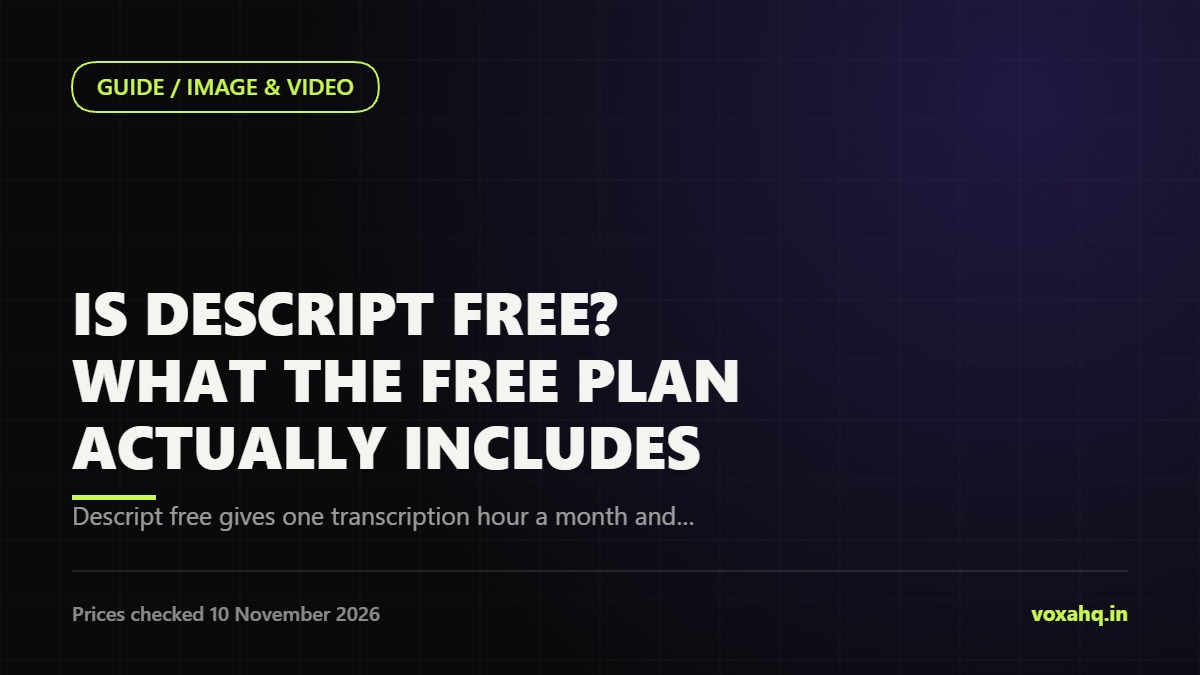 GUIDE / IMAGE & VIDEO
IS DESCRIPT FREE?
WHAT THE FREE PLAN
ACTUALLY INCLUDES
Descript free gives one transcription hour a month and...
Prices checked 10 November 2026
voxahq.in